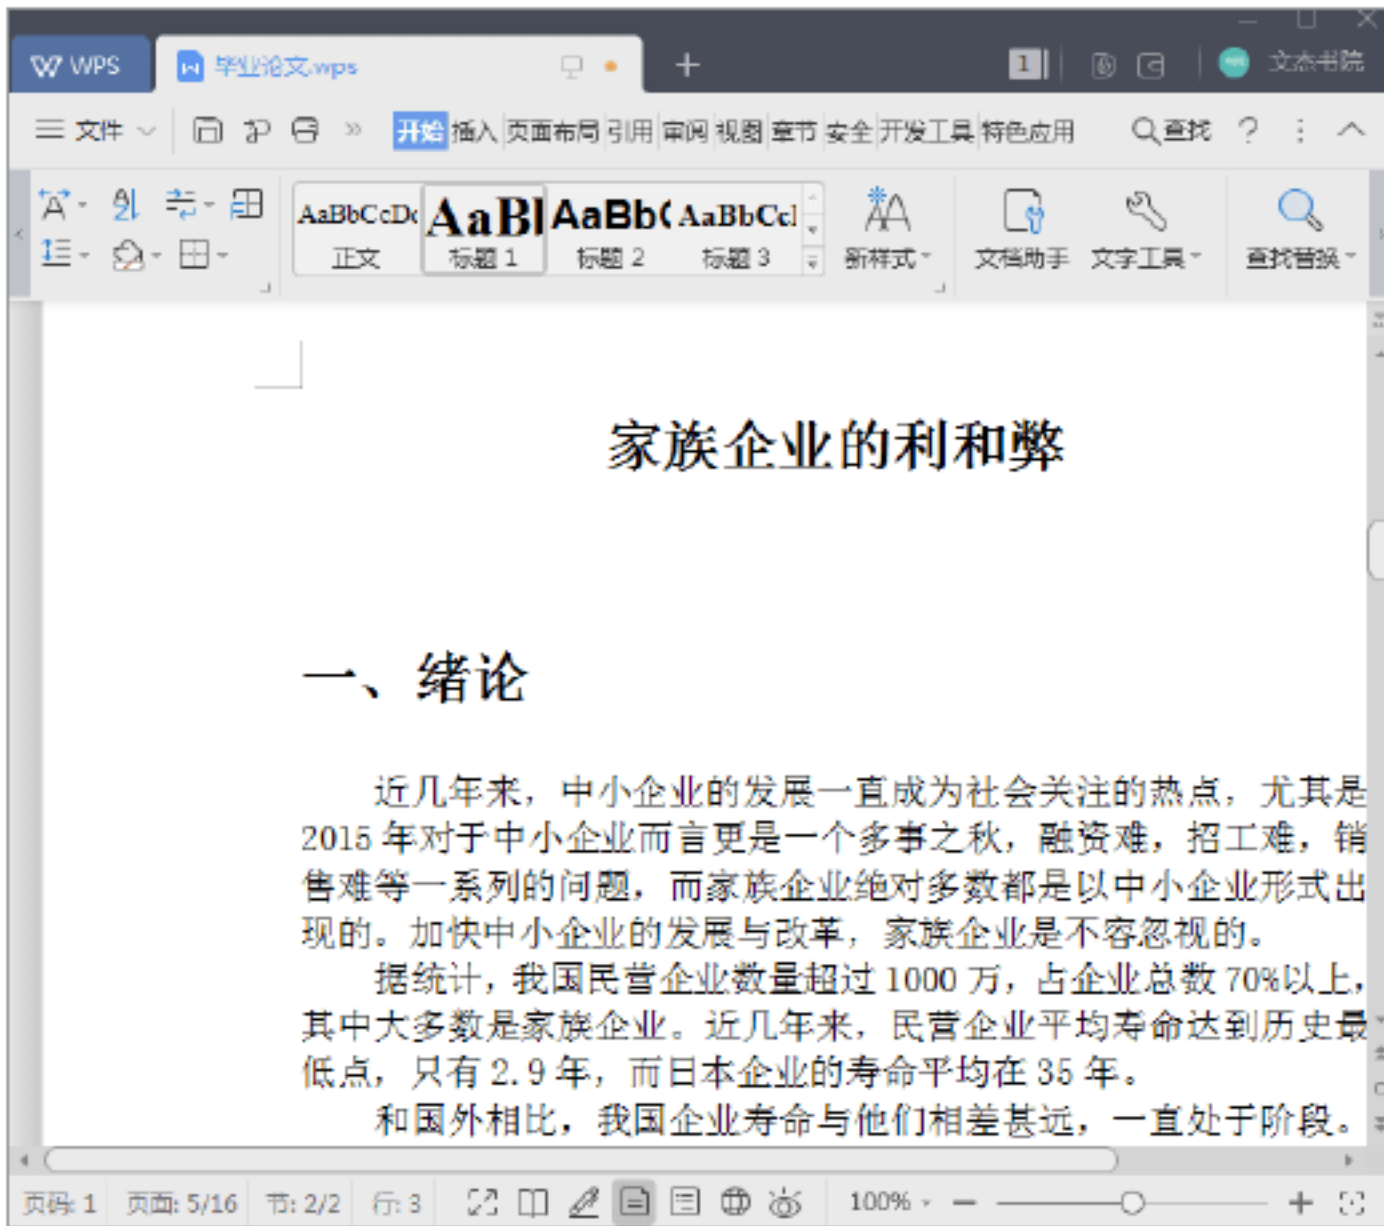 WPS 毕业论文.wps 1 文杰书院
文件 开始 插入 页面布局 引用 审阅 视图 章节 安全 开发工具 特色应用 查找 ?
AaBbCcDc AaBl AaBb( AaBbCcl
正文 标题 1 标题 2 标题 3 新样式 文档助手 文字工具 查找替换
家族企业的利和弊
一、绪论
近几年来，中小企业的发展一直成为社会关注的热点，尤其是
2015 年对于中小企业而言更是一个多事之秋，融资难，招工难，销
售难等一系列的问题，而家族企业绝对多数都是以中小企业形式出
现的。加快中小企业的发展与改革，家族企业是不容忽视的。
据统计，我国民营企业数量超过 1000 万，占企业总数 70%以上，
其中大多数是家族企业。近几年来，民营企业平均寿命达到历史最
低点，只有 2.9 年，而日本企业的寿命平均在 35 年。
和国外相比，我国企业寿命与他们相差甚远，一直处于阶段。
页码: 1 页面: 5/16 节: 2/2 行: 3 100%